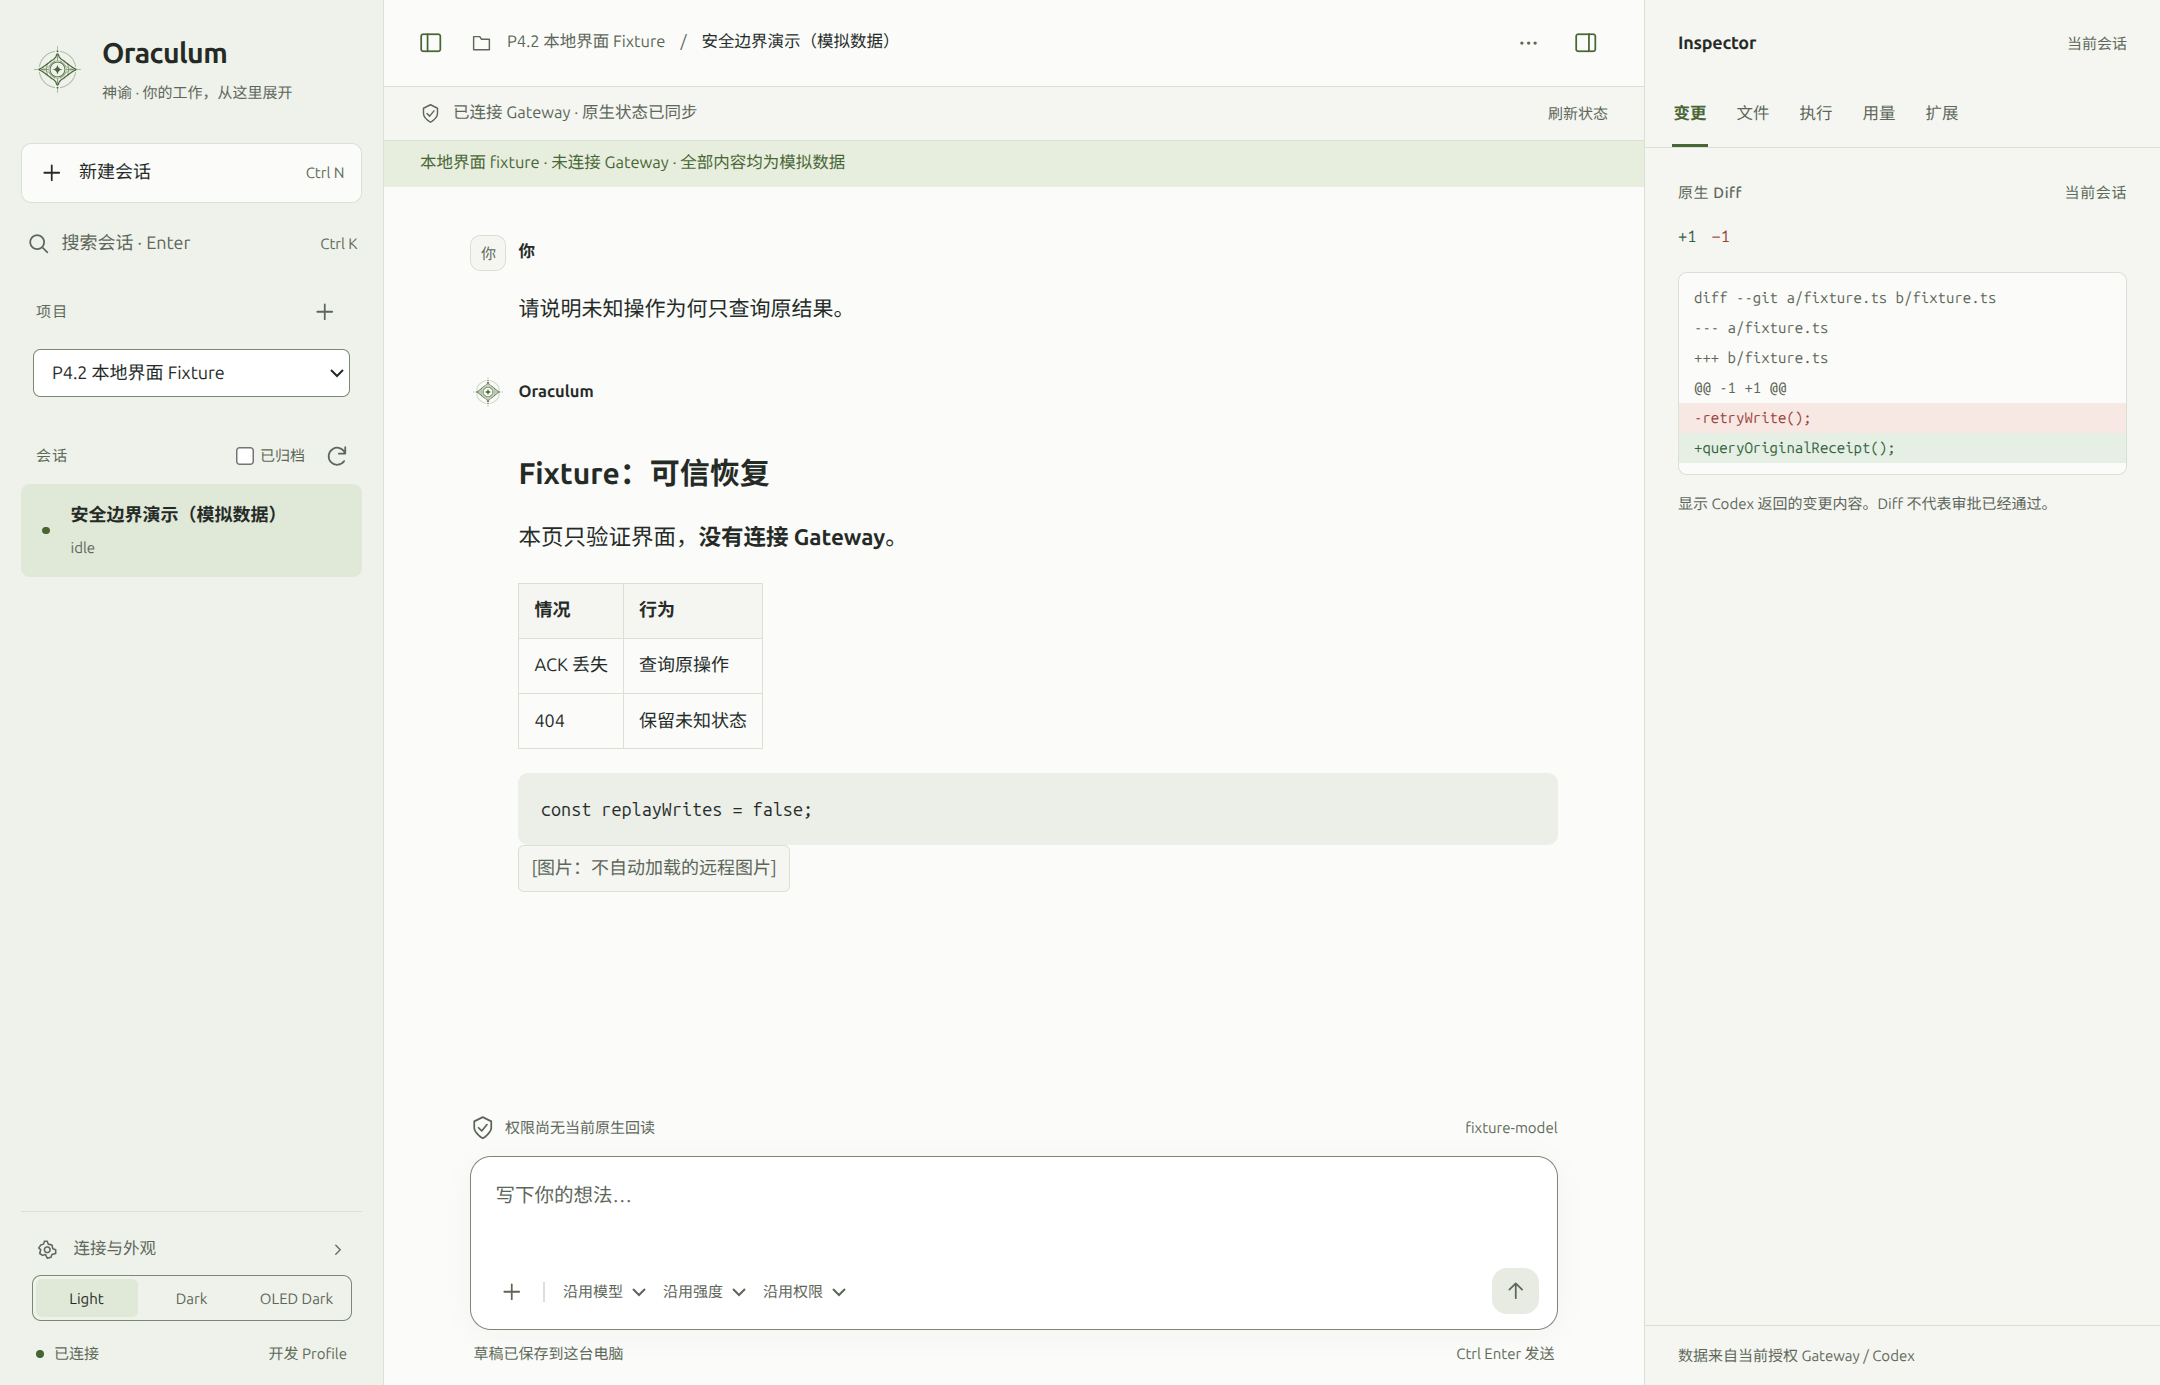 Oraculum
神谕 · 你的工作，从这里展开
新建会话 Ctrl N
搜索会话 · Enter Ctrl K
项目
P4.2 本地界面 Fixture
会话 已归档
安全边界演示（模拟数据）
idle
连接与外观
Light Dark OLED Dark
已连接 开发 Profile
P4.2 本地界面 Fixture / 安全边界演示（模拟数据）
已连接 Gateway · 原生状态已同步 刷新状态
本地界面 fixture · 未连接 Gateway · 全部内容均为模拟数据
你 你
请说明未知操作为何只查询原结果。
Oraculum
Fixture：可信恢复
本页只验证界面，没有连接 Gateway。
情况 行为
ACK 丢失 查询原操作
404 保留未知状态
const replayWrites = false;
[图片：不自动加载的远程图片]
权限尚无当前原生回读 fixture-model
写下你的想法…
沿用模型 沿用强度 沿用权限
草稿已保存到这台电脑 Ctrl Enter 发送
Inspector 当前会话
变更 文件 执行 用量 扩展
原生 Diff 当前会话
+1 −1
diff --git a/fixture.ts b/fixture.ts
--- a/fixture.ts
+++ b/fixture.ts
@@ -1 +1 @@
-retryWrite();
+queryOriginalReceipt();
显示 Codex 返回的变更内容。Diff 不代表审批已经通过。
数据来自当前授权 Gateway / Codex